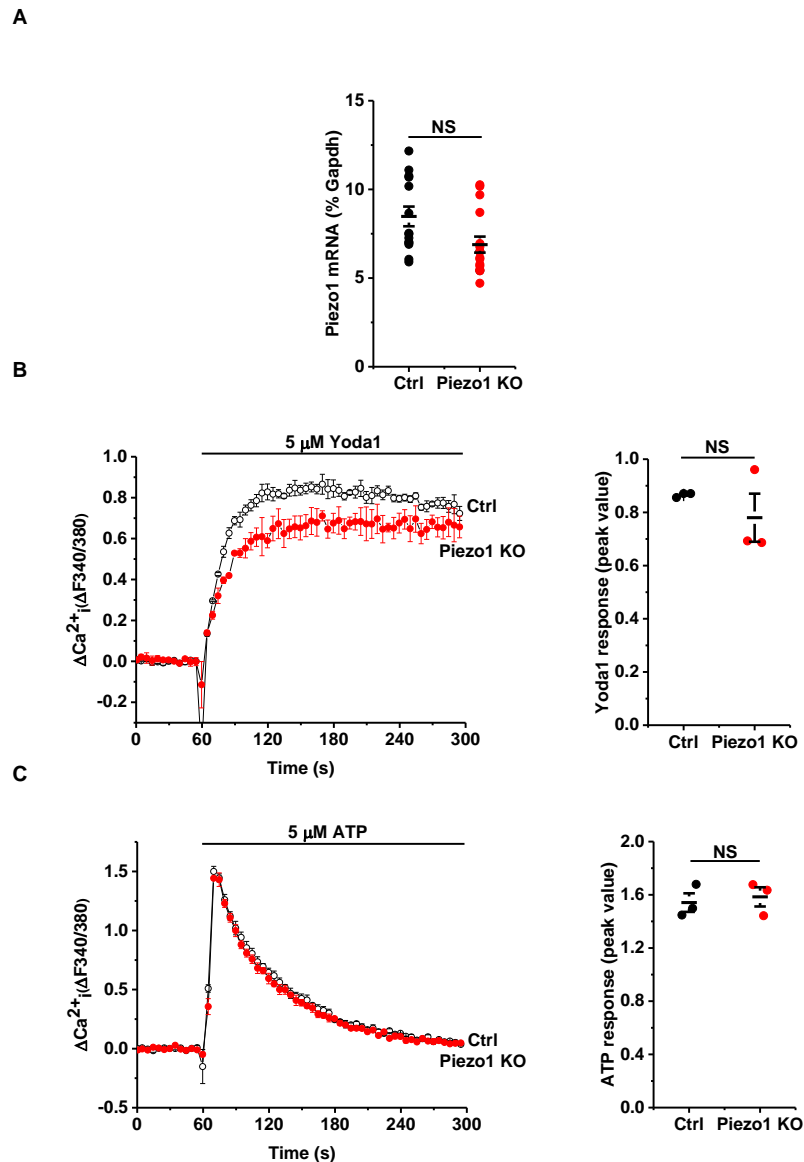 A
15
10
5
0
Piezo1 mRNA (% Gapdh)
NS
Ctrl Piezo1 KO
B
5 μM Yoda1
1.0
0.8
0.6
0.4
0.2
0.0
-0.2
ΔCa²⁺ᵢ(ΔF340/380)
Ctrl
Piezo1 KO
0 60 120 180 240 300
Time (s)
NS
1.0
0.8
0.6
0.4
0.2
0.0
Yoda1 response (peak value)
Ctrl Piezo1 KO
C
5 μM ATP
1.5
1.0
0.5
0.0
-0.5
ΔCa²⁺ᵢ(ΔF340/380)
Ctrl
Piezo1 KO
0 60 120 180 240 300
Time (s)
NS
2.0
1.6
1.2
0.8
0.4
0.0
ATP response (peak value)
Ctrl Piezo1 KO